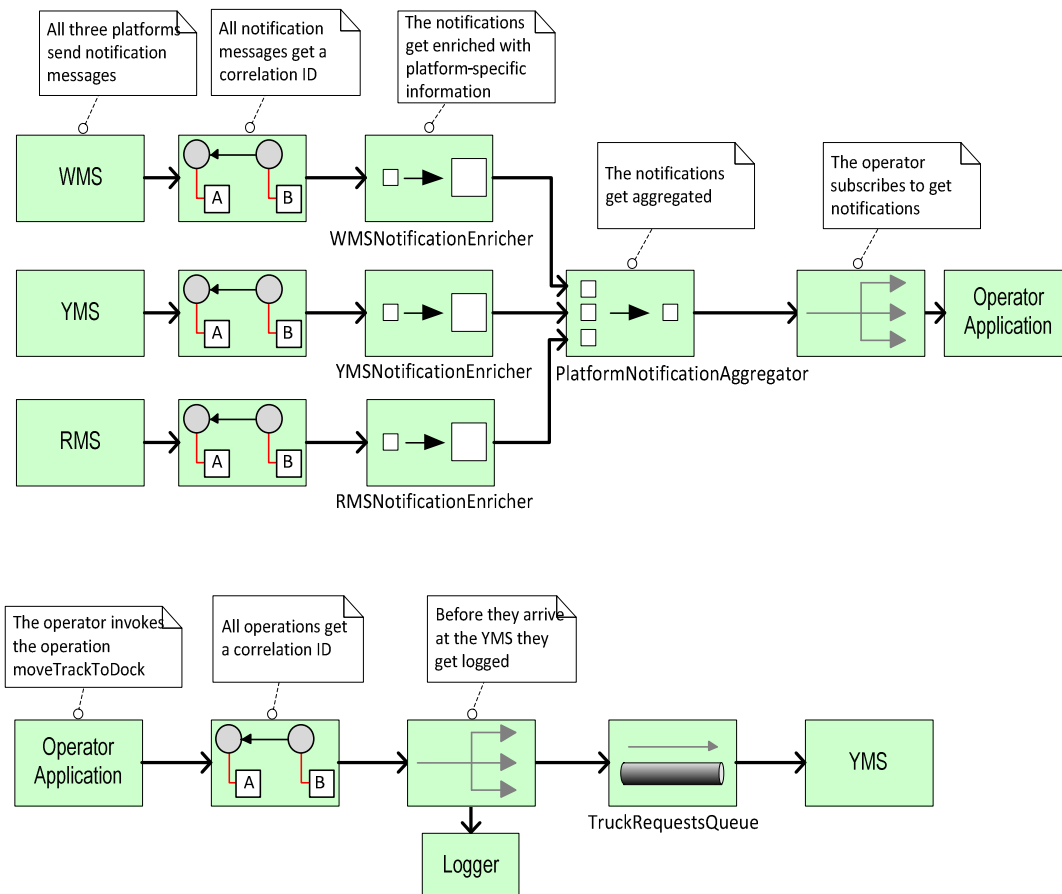 All three platforms
send notification
messages
All notification
messages get a
correlation ID
The notifications
get enriched with
platform-specific
information
WMS
A
B
WMSNotificationEnricher
The notifications
get aggregated
The operator
subscribes to get
notifications
YMS
A
B
YMSNotificationEnricher
PlatformNotificationAggregator
Operator
Application
RMS
A
B
RMSNotificationEnricher
The operator invokes
the operation
moveTrackToDock
All operations get
a correlation ID
Before they arrive
at the YMS they
get logged
Operator
Application
A
B
TruckRequestsQueue
YMS
Logger